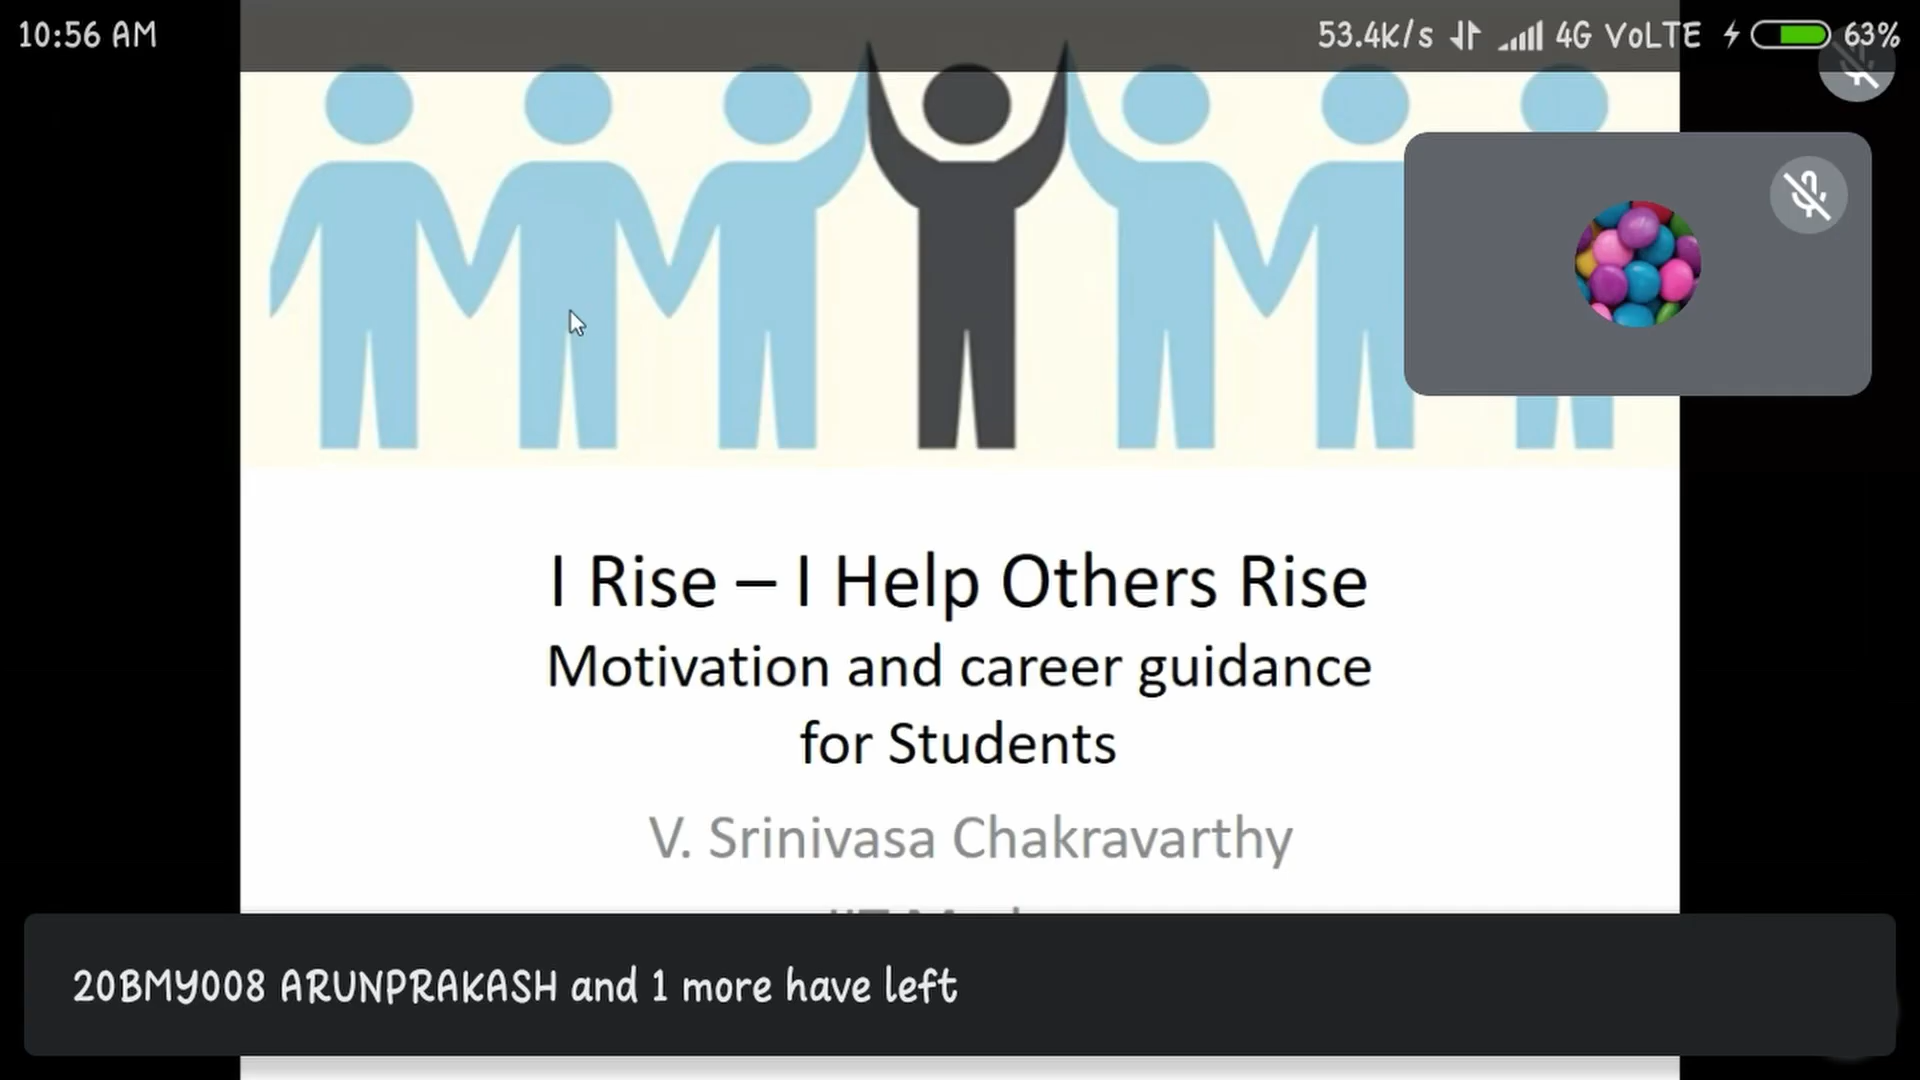 10:56 AM
53.4K/s 4G VoLTE 63%
I Rise – I Help Others Rise
Motivation and career guidance
for Students
V. Srinivasa Chakravarthy
20BMY008 ARUNPRAKASH and 1 more have left